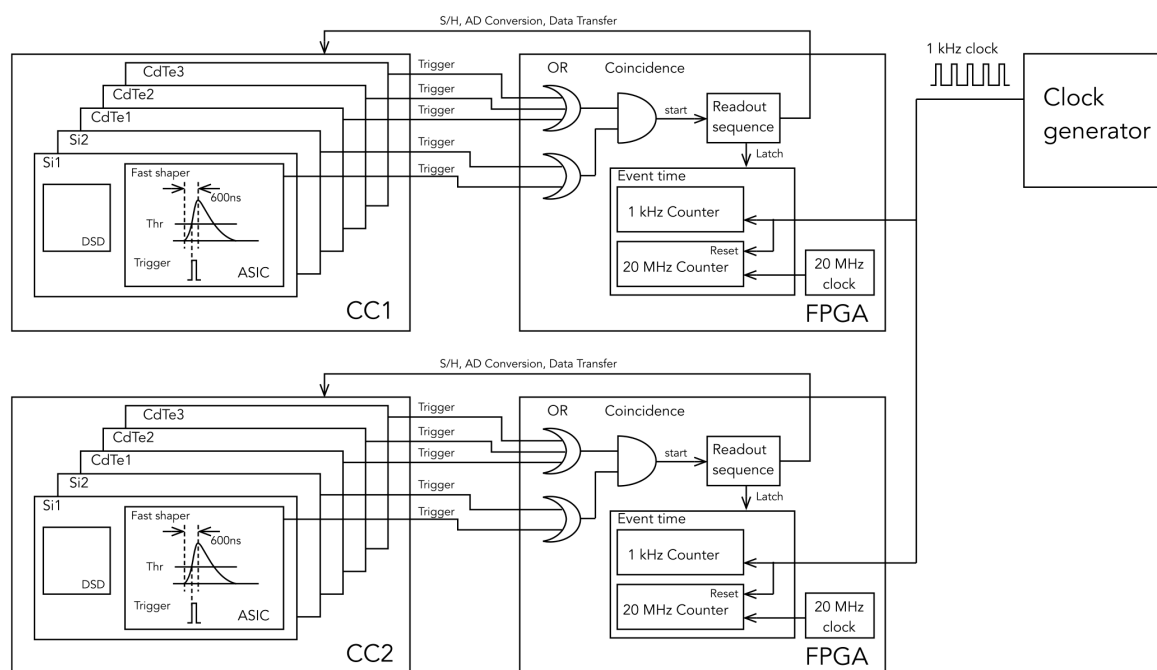 S/H, AD Conversion, Data Transfer
1 kHz clock
Clock
generator
CdTe3
CdTe2
CdTe1
Si2
Si1
Fast shaper
600ns
Thr
Trigger
DSD
ASIC
CC1
Trigger
Trigger
Trigger
Trigger
Trigger
OR
Coincidence
start
Readout
sequence
Latch
Event time
1 kHz Counter
Reset
20 MHz Counter
20 MHz
clock
FPGA
S/H, AD Conversion, Data Transfer
CdTe3
CdTe2
CdTe1
Si2
Si1
Fast shaper
600ns
Thr
Trigger
DSD
ASIC
CC2
Trigger
Trigger
Trigger
Trigger
Trigger
OR
Coincidence
start
Readout
sequence
Latch
Event time
1 kHz Counter
Reset
20 MHz Counter
20 MHz
clock
FPGA